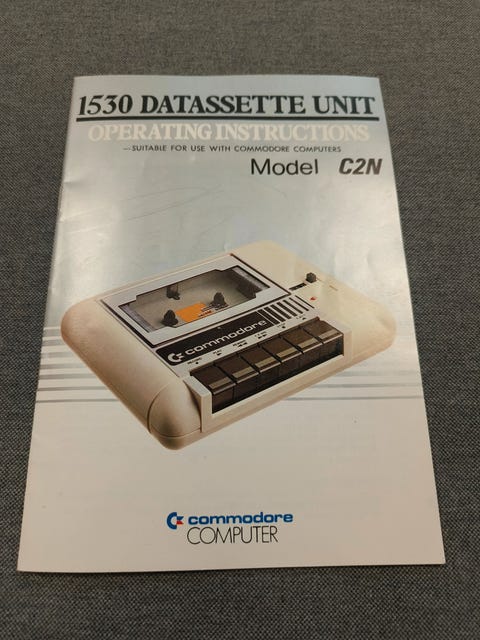 1530 DATASSETTE UNIT
OPERATING INSTRUCTIONS
—SUITABLE FOR USE WITH COMMODORE COMPUTERS
Model C2N
commodore
commodore
COMPUTER